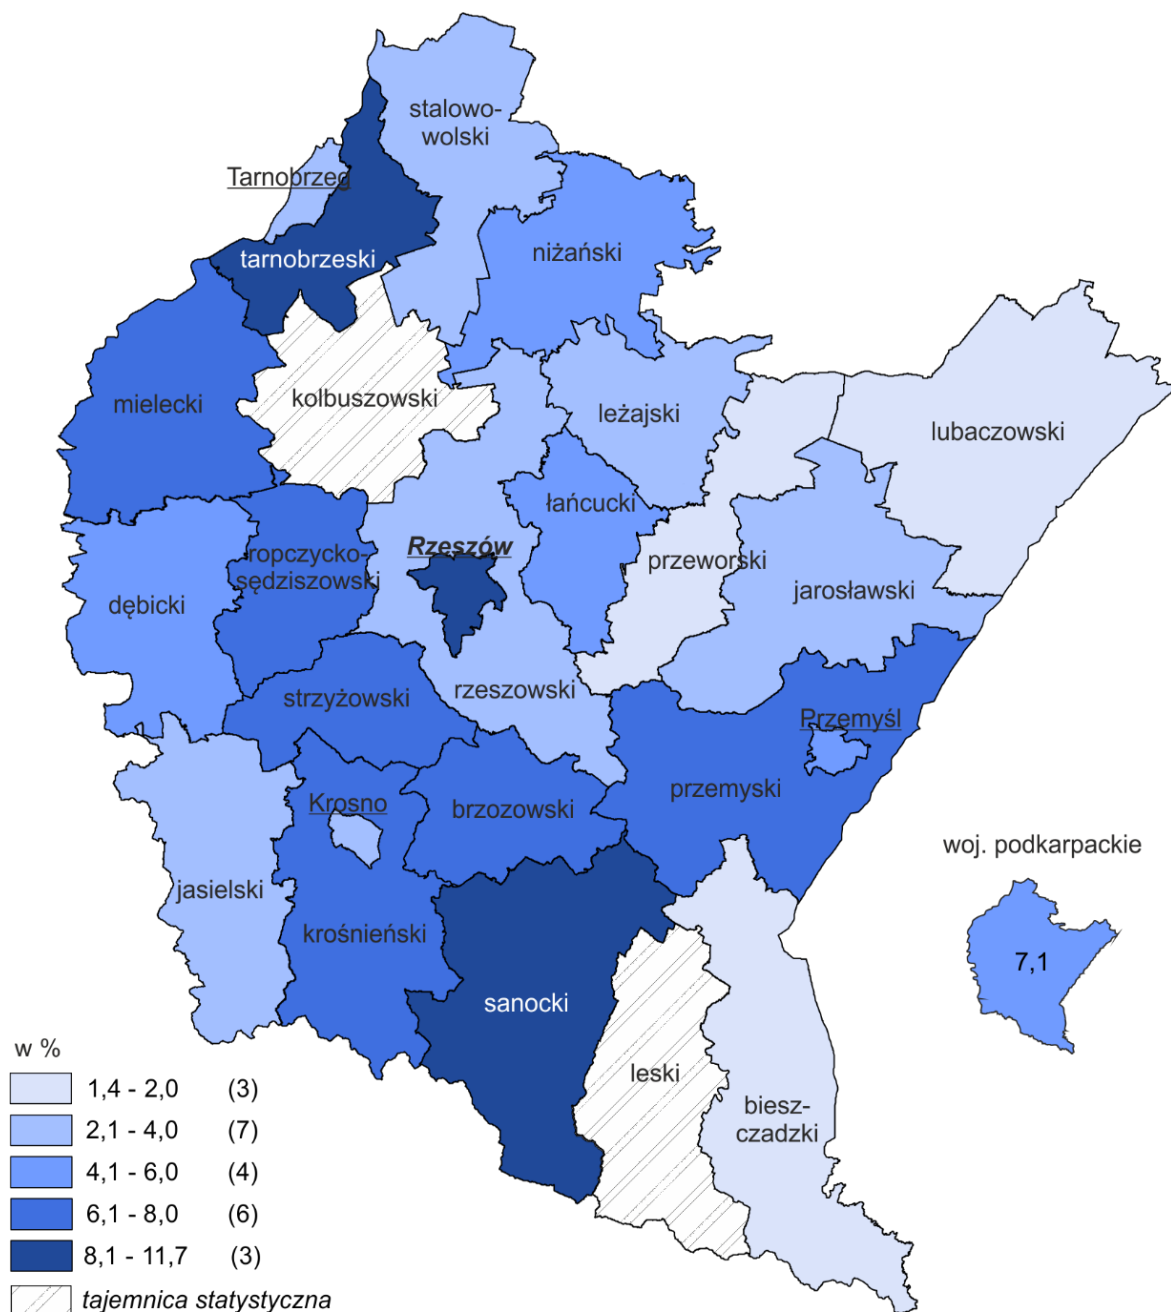 stalowo-
wolski
Tarnobrzeg
tarnobrzeski
niżański
mielecki
kolbuszowski
leżajski
lubaczowski
łańcucki
Rzeszów
ropczycko-
sędziszowski
przeworski
jarosławski
dębicki
strzyżowski
rzeszowski
Przemyśl
przemyski
Krosno
brzozowski
jasielski
krośnieński
sanocki
leski
biesz-
czadzki
woj. podkarpackie
7,1
w %
1,4 - 2,0 (3)
2,1 - 4,0 (7)
4,1 - 6,0 (4)
6,1 - 8,0 (6)
8,1 - 11,7 (3)
tajemnica statystyczna